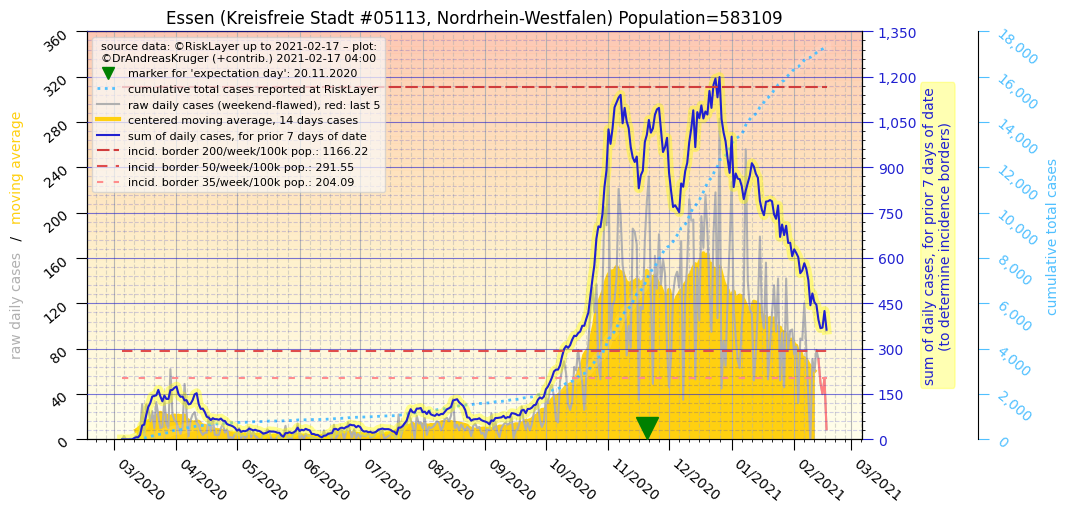 Essen (Kreisfreie Stadt #05113, Nordrhein-Westfalen) Population=583109
source data: ©RiskLayer up to 2021-02-17 – plot:
©DrAndreasKruger (+contrib.) 2021-02-17 04:00
marker for 'expectation day': 20.11.2020
cumulative total cases reported at RiskLayer
raw daily cases (weekend-flawed), red: last 5
centered moving average, 14 days cases
sum of daily cases, for prior 7 days of date
incid. border 200/week/100k pop.: 1166.22
incid. border 50/week/100k pop.: 291.55
incid. border 35/week/100k pop.: 204.09
raw daily cases / moving average
360
320
280
240
200
160
120
80
40
0
03/2020
04/2020
05/2020
06/2020
07/2020
08/2020
09/2020
10/2020
11/2020
12/2020
01/2021
02/2021
03/2021
1,350
1,200
1,050
900
750
600
450
300
150
0
sum of daily cases, for prior 7 days of date
(to determine incidence borders)
18,000
16,000
14,000
12,000
10,000
8,000
6,000
4,000
2,000
0
cumulative total cases